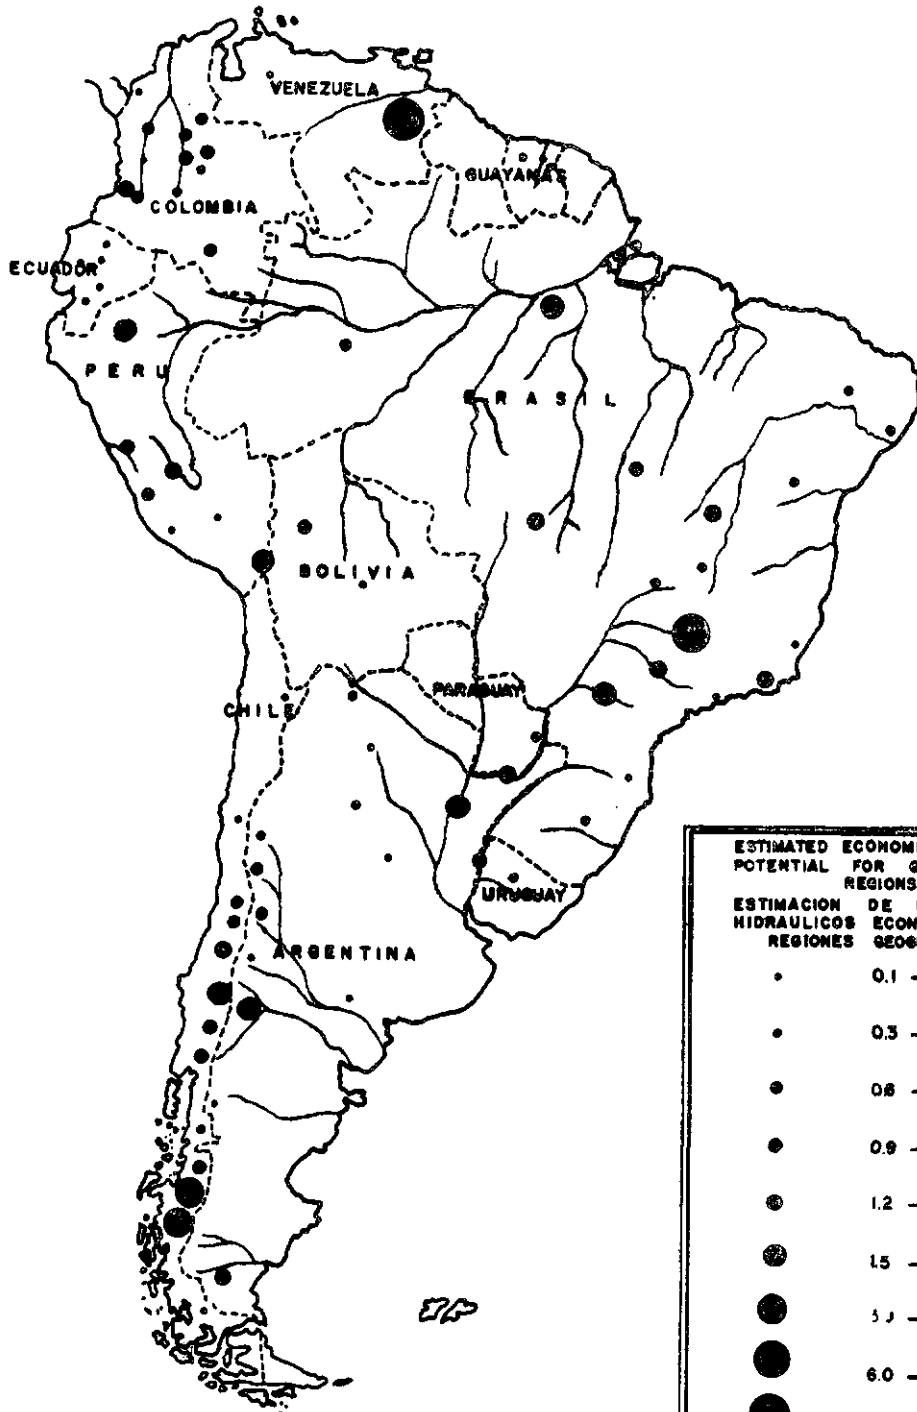 VENEZUELA
GUAYANAS
COLOMBIA
ECUADOR
PERU
BRASIL
BOLIVIA
PARAGUAY
CHILE
URUGUAY
ARGENTINA
ESTIMATED ECONOMI
POTENTIAL FOR G
REGIONS
ESTIMACION DE
HIDRAULICOS ECON
REGIONES GEOG
0.1 -
0.3 -
0.6 -
0.9 -
1.2 -
1.5 -
6.0 -